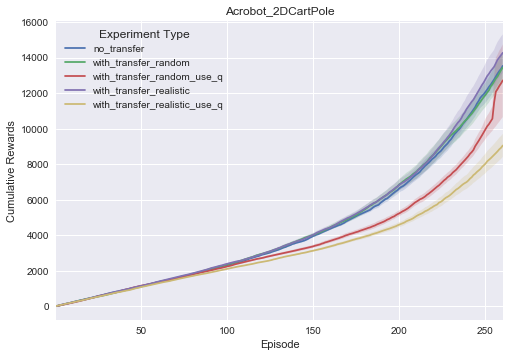 Acrobot_2DCartPole
Experiment Type
no_transfer
with_transfer_random
with_transfer_random_use_q
with_transfer_realistic
with_transfer_realistic_use_q
16000
14000
12000
10000
8000
6000
4000
2000
0
Cumulative Rewards
50
100
150
200
250
Episode